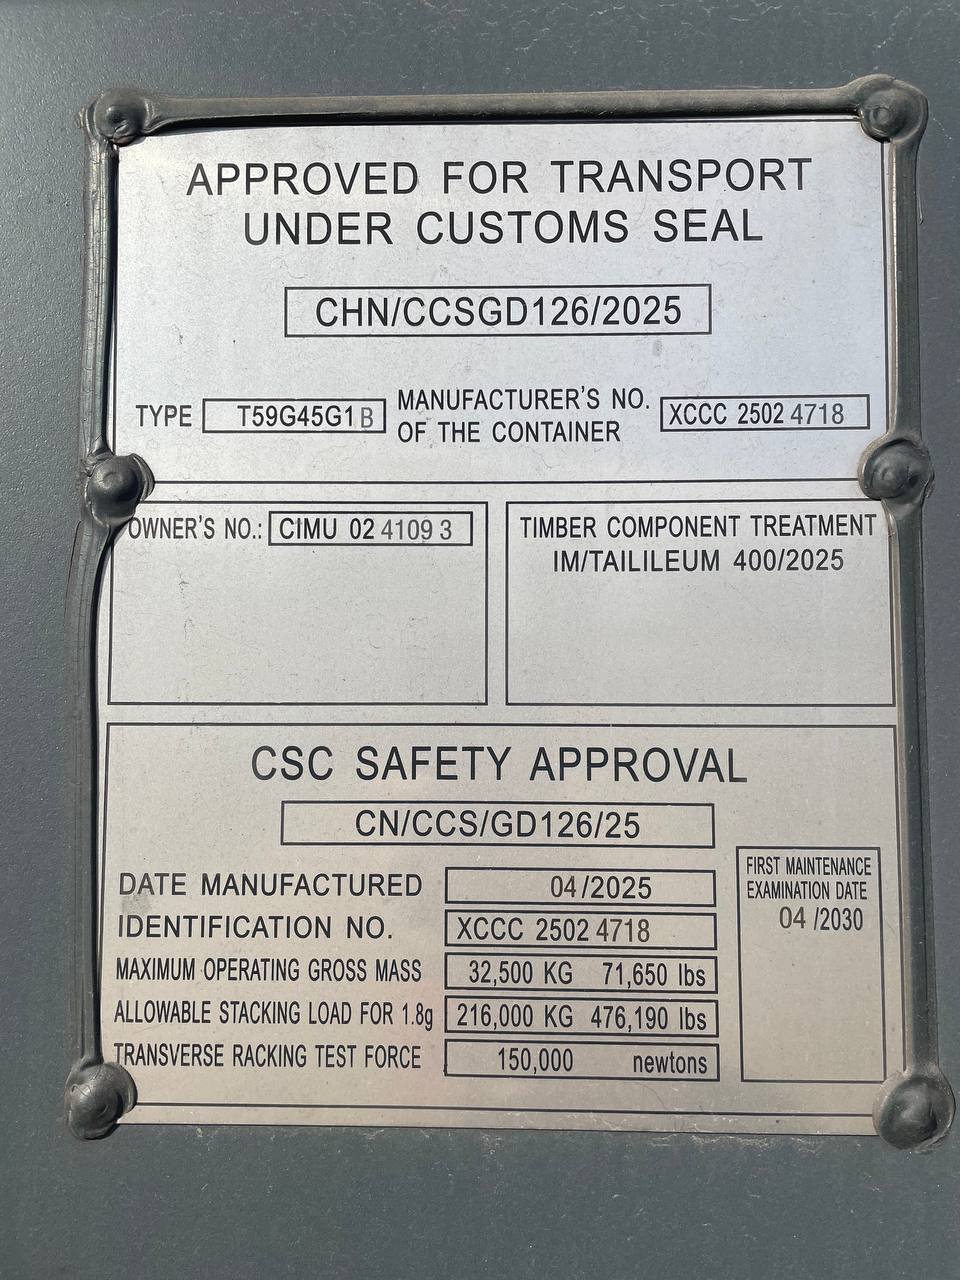 APPROVED FOR TRANSPORT
UNDER CUSTOMS SEAL
CHN/CCSGD126/2025
TYPE T59G45G1B MANUFACTURER'S NO. OF THE CONTAINER XCCC 2502 4718
OWNER'S NO.: CIMU 02 4109 3
TIMBER COMPONENT TREATMENT
IM/TAILILEUM 400/2025
CSC SAFETY APPROVAL
CN/CCS/GD126/25
DATE MANUFACTURED 04/2025
IDENTIFICATION NO. XCCC 2502 4718
MAXIMUM OPERATING GROSS MASS 32,500 KG 71,650 lbs
ALLOWABLE STACKING LOAD FOR 1.8g 216,000 KG 476,190 lbs
TRANSVERSE RACKING TEST FORCE 150,000 newtons
FIRST MAINTENANCE
EXAMINATION DATE
04 /2030